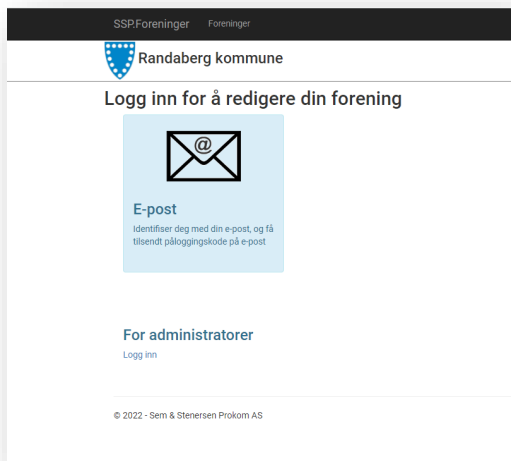 SSP.Foreninger Foreninger
Randaberg kommune
Logg inn for å redigere din forening
@
E-post
Identifiser deg med din e-post, og få
tilsendt påloggingskode på e-post
For administratorer
Logg inn
© 2022 - Sem & Stenersen Prokom AS